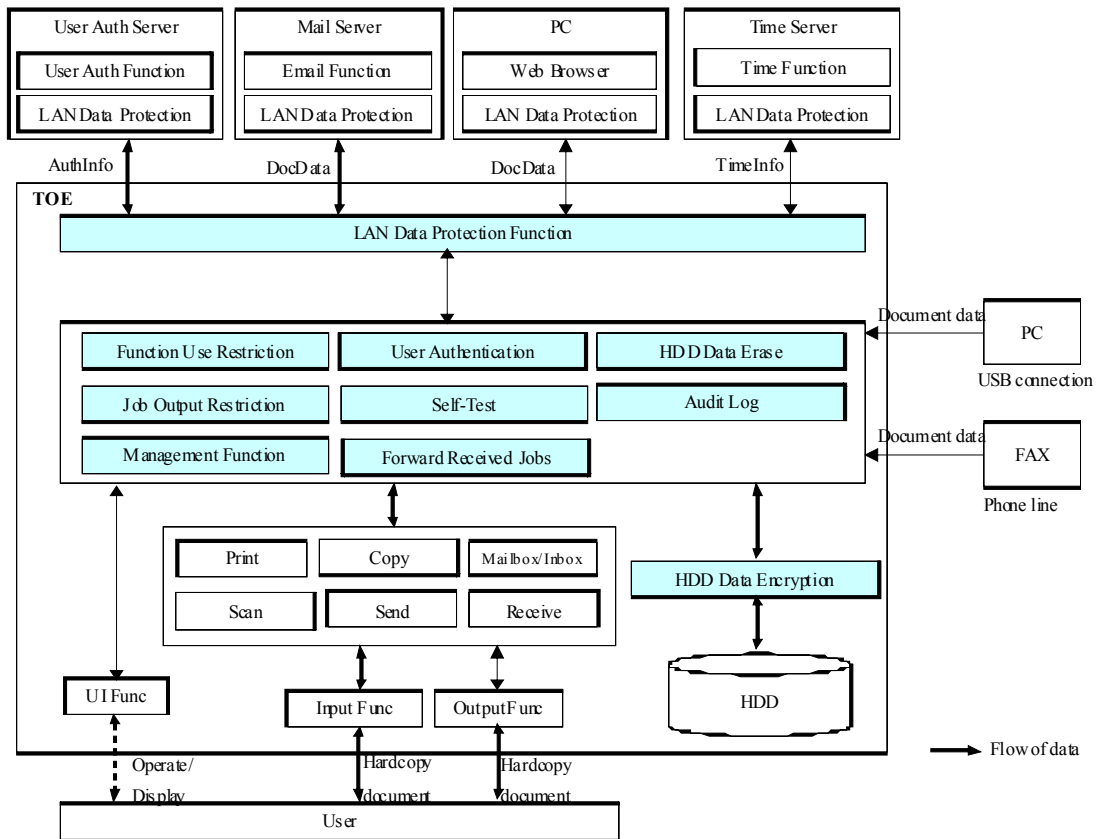 User Auth Server
User Auth Function
LAN Data Protection
Mail Server
Email Function
LAN Data Protection
PC
Web Browser
LAN Data Protection
Time Server
Time Function
LAN Data Protection
AuthInfo
DocData
DocData
TimeInfo
TOE
LAN Data Protection Function
Function Use Restriction
User Authentication
HDD Data Erase
Job Output Restriction
Self-Test
Audit Log
Management Function
Forward Received Jobs
Document data
PC
USB connection
Document data
FAX
Phone line
Print
Copy
Mailbox/Inbox
Scan
Send
Receive
HDD Data Encryption
HDD
UI Func
Input Func
Output Func
Flow of data
Operate/
Display
Hardcopy
document
Hardcopy
document
User